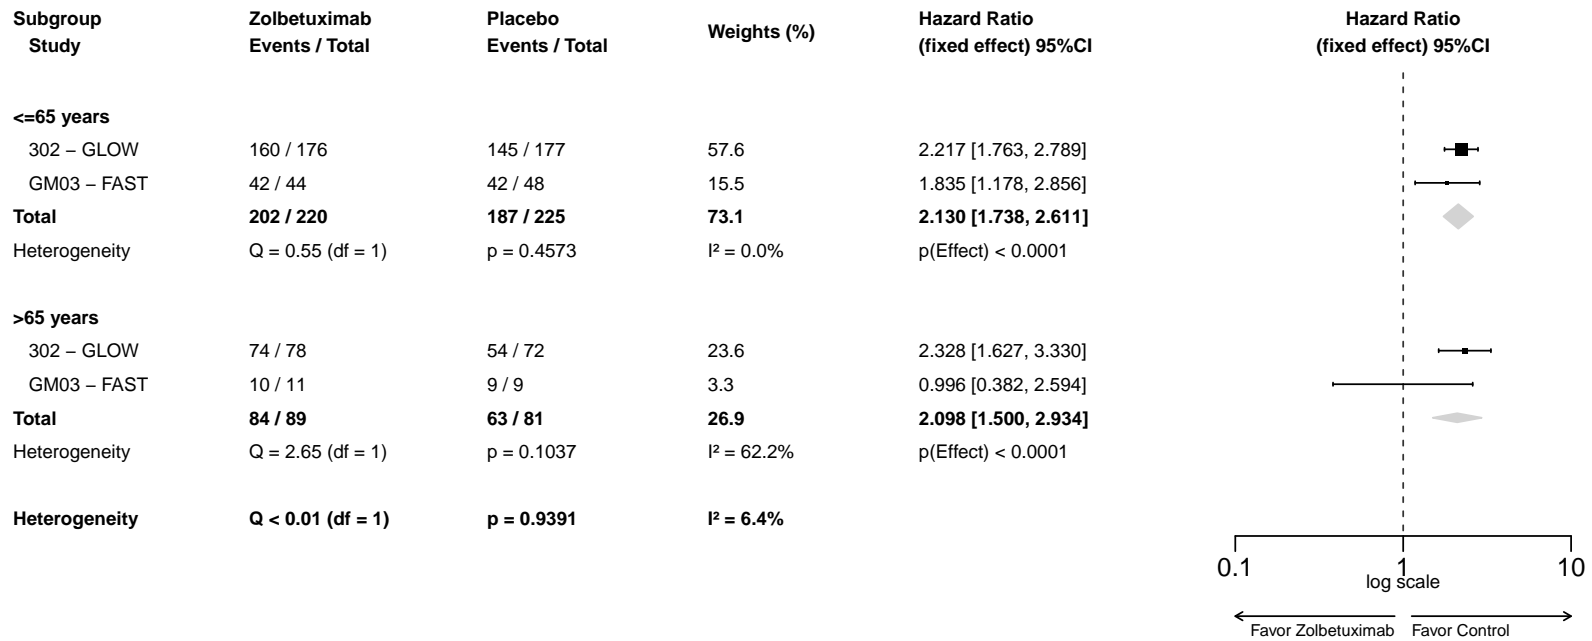 Subgroup Zolbetuximab Placebo Weights (%) Hazard Ratio Hazard Ratio
Study Events / Total Events / Total (fixed effect) 95%CI (fixed effect) 95%CI
<=65 years
302 − GLOW 160 / 176 145 / 177 57.6 2.217 [1.763, 2.789]
GM03 − FAST 42 / 44 42 / 48 15.5 1.835 [1.178, 2.856]
Total 202 / 220 187 / 225 73.1 2.130 [1.738, 2.611]
Heterogeneity Q = 0.55 (df = 1) p = 0.4573 I² = 0.0% p(Effect) < 0.0001
>65 years
302 − GLOW 74 / 78 54 / 72 23.6 2.328 [1.627, 3.330]
GM03 − FAST 10 / 11 9 / 9 3.3 0.996 [0.382, 2.594]
Total 84 / 89 63 / 81 26.9 2.098 [1.500, 2.934]
Heterogeneity Q = 2.65 (df = 1) p = 0.1037 I² = 62.2% p(Effect) < 0.0001
Heterogeneity Q < 0.01 (df = 1) p = 0.9391 I² = 6.4%
0.1 1 10
log scale
Favor Zolbetuximab Favor Control